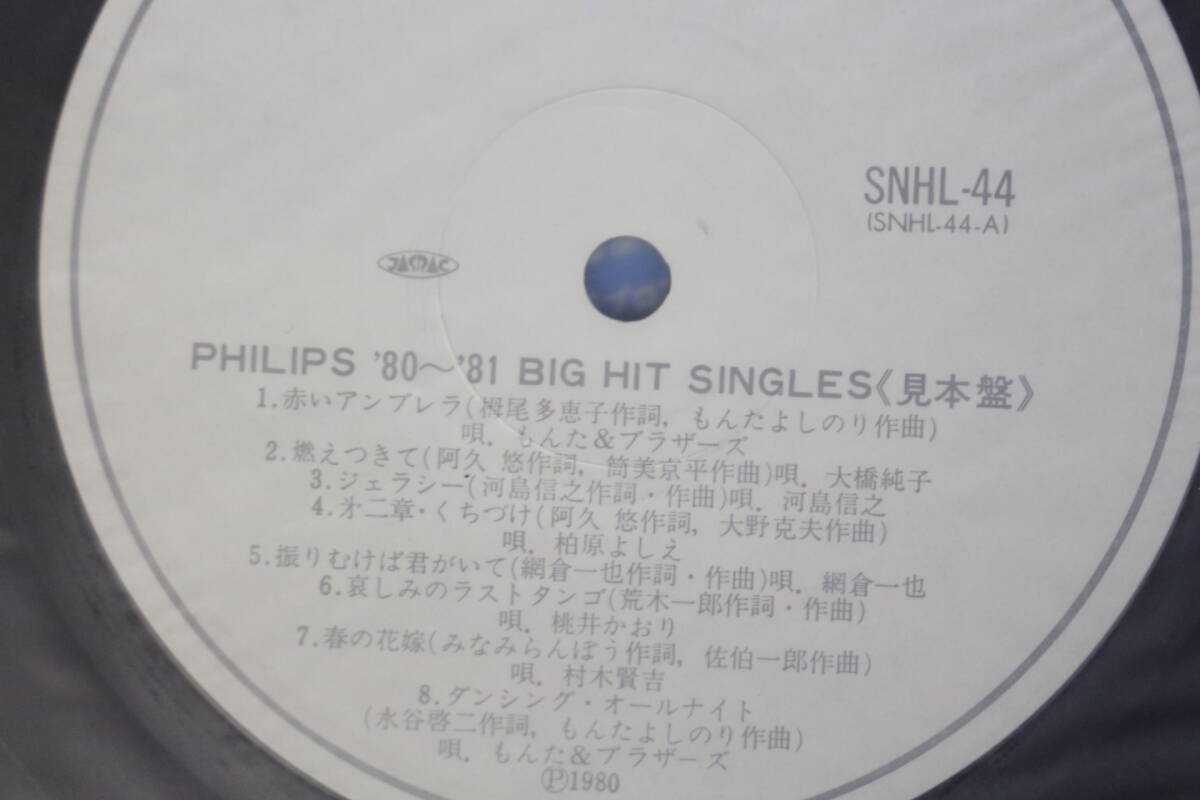 SNHL-44
(SNHL-44-A)
JASRAC
PHILIPS '80〜'81 BIG HIT SINGLES《見本盤》
1.赤いアンブレラ(栂尾多恵子作詞, もんたよしのり作曲)
唄. もんた&ブラザーズ
2.燃えつきて(阿久 悠作詞, 筒美京平作曲)唄. 大橋純子
3.ジェラシー(河島信之作詞・作曲)唄. 河島信之
4.㐧二章・くちづけ(阿久 悠作詞, 大野克夫作曲)
唄. 柏原よしえ
5.振りむけば君がいて(網倉一也作詞・作曲)唄. 網倉一也
6.哀しみのラストタンゴ(荒木一郎作詞・作曲)
唄. 桃井かおり
7.春の花嫁(みなみらんぼう作詞, 佐伯一郎作曲)
唄. 村木賢吉
8.ダンシング・オールナイト
(水谷啓二作詞, もんたよしのり作曲)
唄. もんた&ブラザーズ
Ⓟ1980